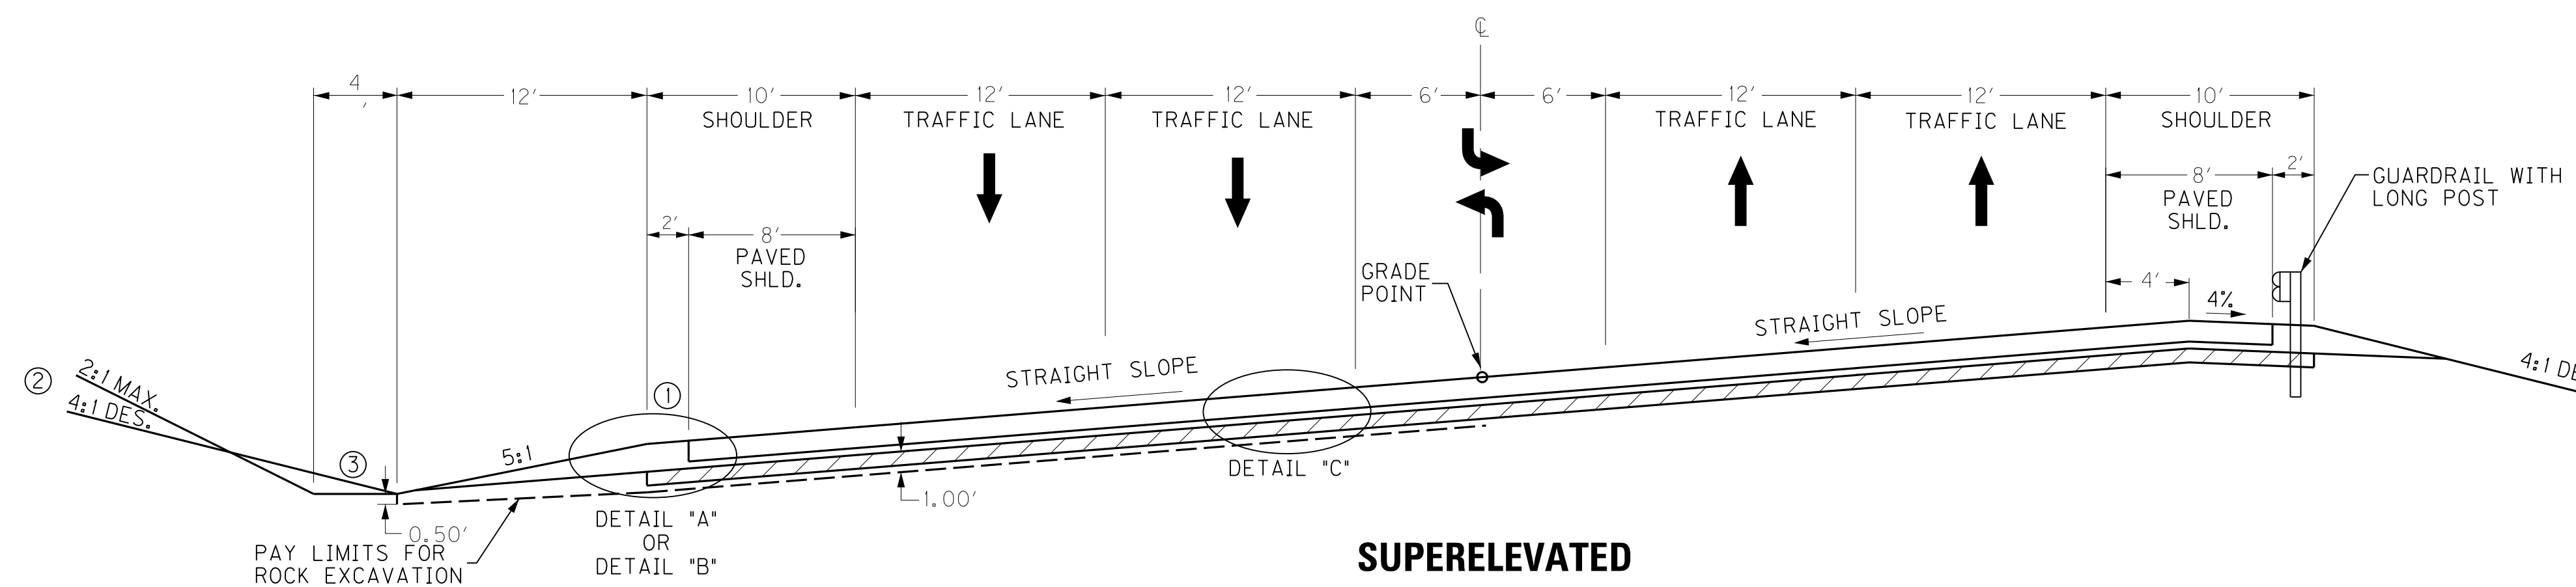 ℄
4'
12'
10'
12'
12'
6'
6'
12'
12'
10'
SHOULDER
TRAFFIC LANE
TRAFFIC LANE
TRAFFIC LANE
TRAFFIC LANE
SHOULDER
2'
8'
PAVED
SHLD.
8'
2'
PAVED
SHLD.
GUARDRAIL WITH
LONG POST
GRADE
POINT
4'
4%
STRAIGHT SLOPE
STRAIGHT SLOPE
2
2:1 MAX.
4:1 DES.
3
5:1
1
4:1 DE
DETAIL "C"
1.00'
0.50'
PAY LIMITS FOR
ROCK EXCAVATION
DETAIL "A"
OR
DETAIL "B"
SUPERELEVATED